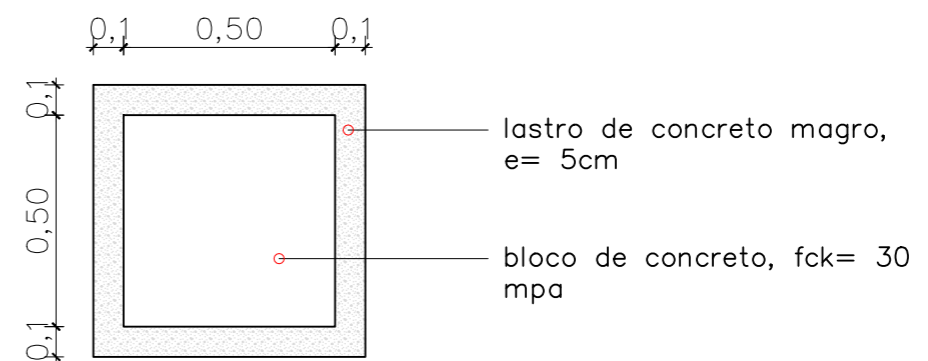 0,1 0,50 0,1
0,1
0,50
0,1
lastro de concreto magro,
e= 5cm
bloco de concreto, fck= 30
mpa